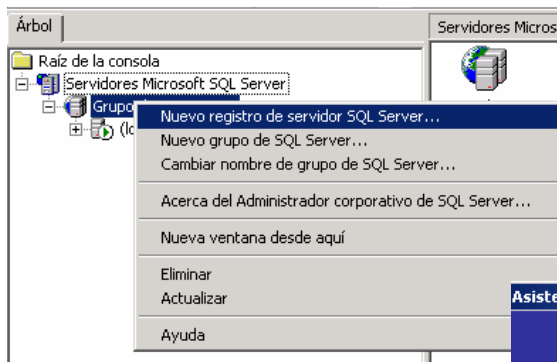 Árbol
Servidores Micros
Raíz de la consola
Servidores Microsoft SQL Server
Grupo
(lo
Nuevo registro de servidor SQL Server...
Nuevo grupo de SQL Server...
Cambiar nombre de grupo de SQL Server...
Acerca del Administrador corporativo de SQL Server...
Nueva ventana desde aquí
Eliminar
Actualizar
Asiste
Ayuda